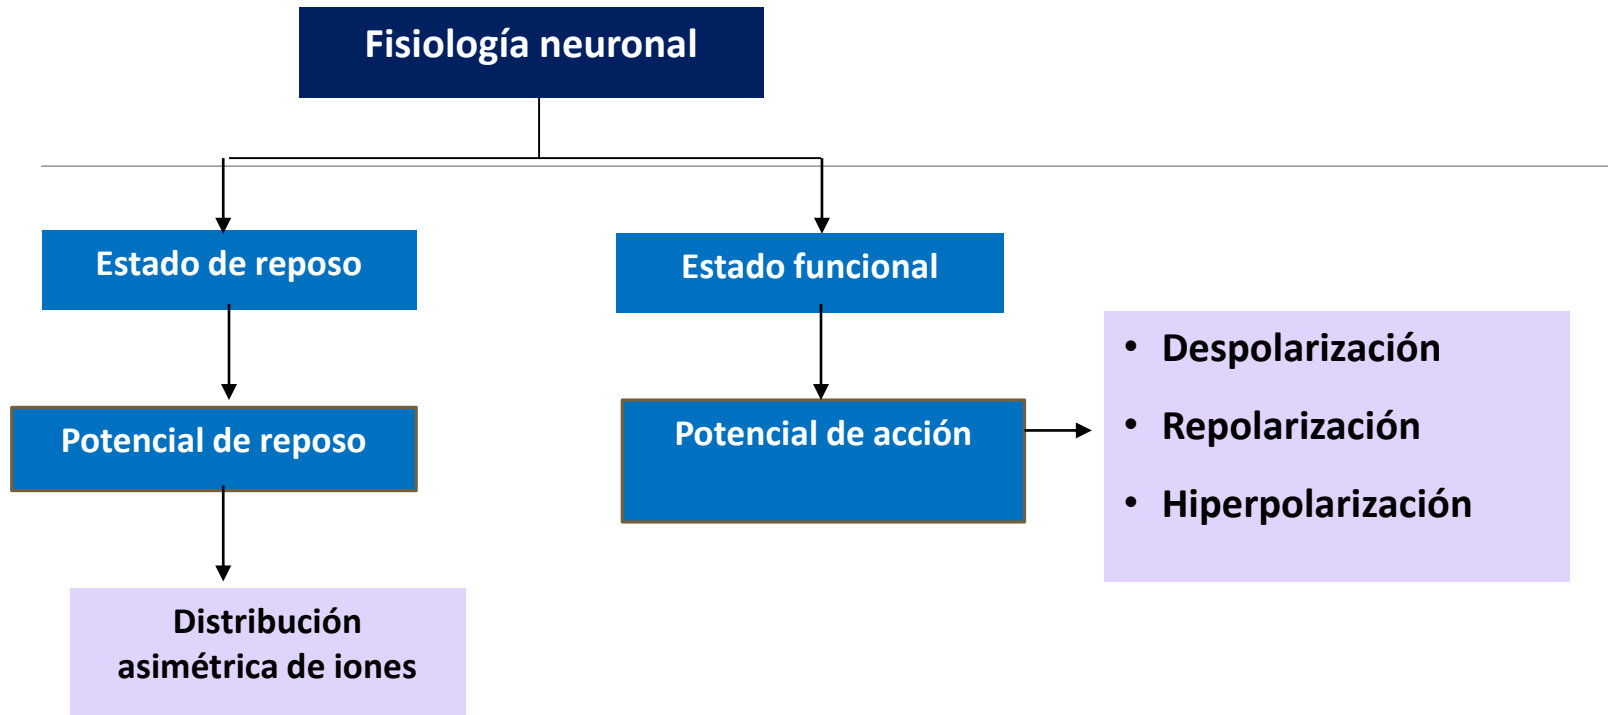 Fisiología neuronal
Estado de reposo
Estado funcional
Potencial de reposo
Potencial de acción
• Despolarización
• Repolarización
• Hiperpolarización
Distribución
asimétrica de iones